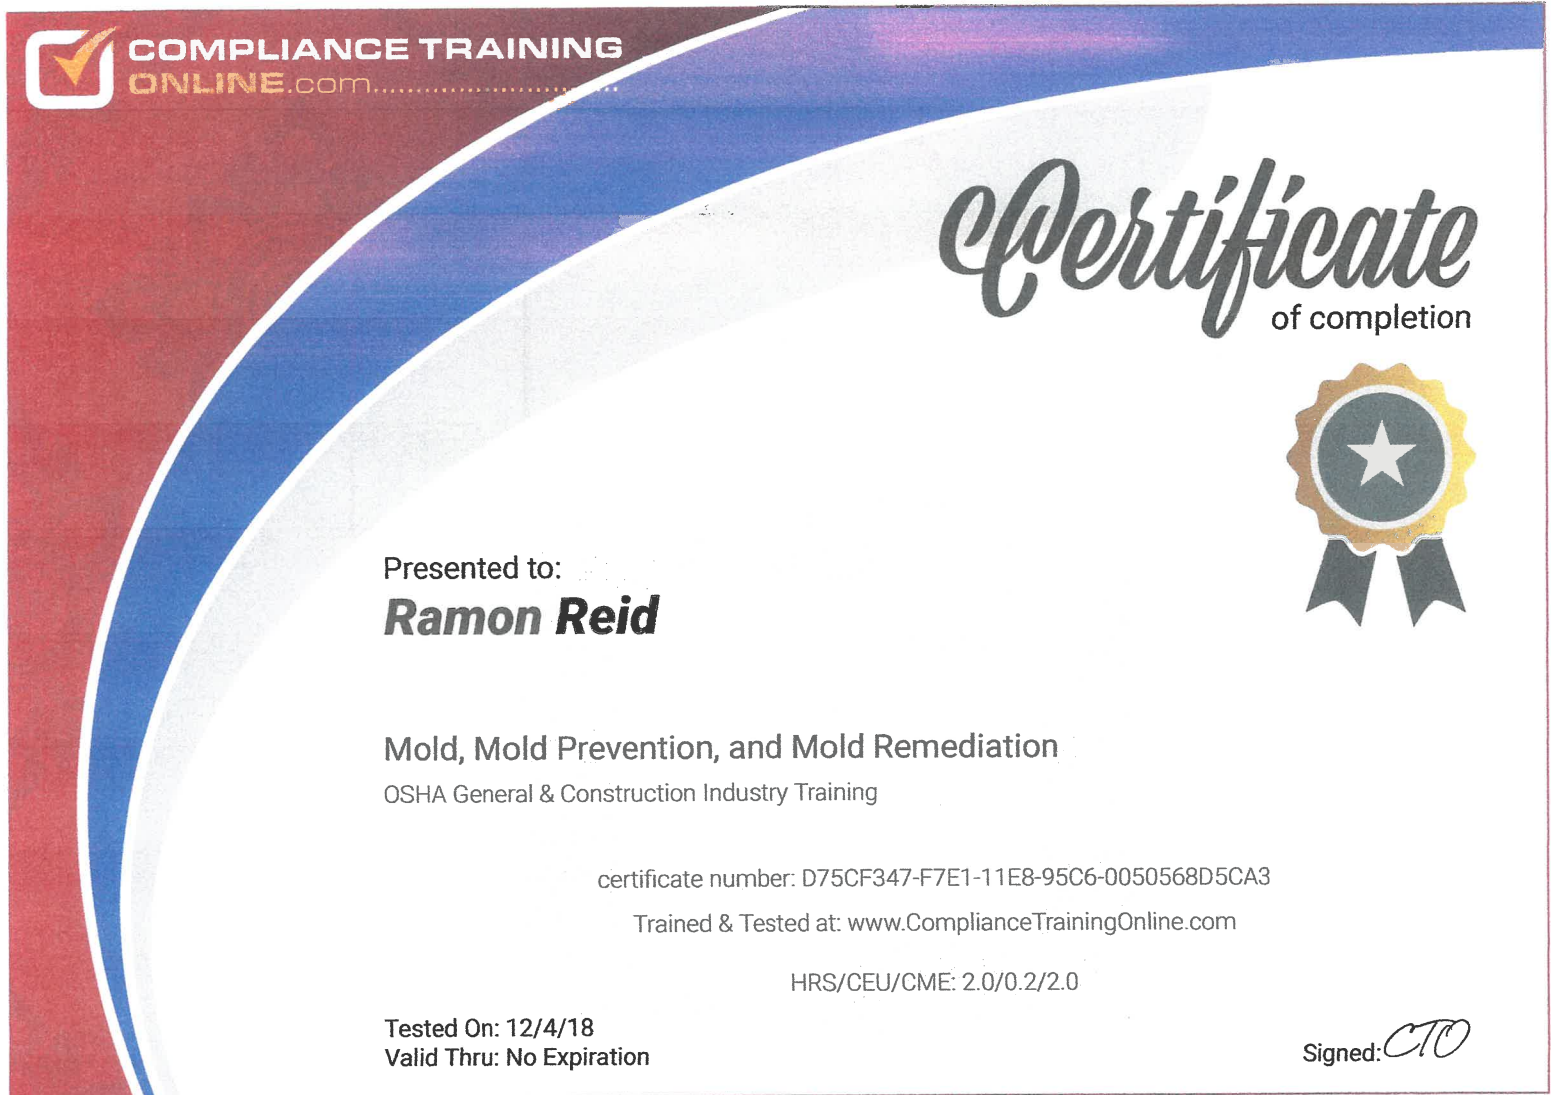 COMPLIANCE TRAINING
ONLINE.com
Certificate
of completion
Presented to:
Ramon Reid
Mold, Mold Prevention, and Mold Remediation
OSHA General & Construction Industry Training
certificate number: D75CF347-F7E1-11E8-95C6-0050568D5CA3
Trained & Tested at: www.ComplianceTrainingOnline.com
HRS/CEU/CME: 2.0/0.2/2.0
Tested On: 12/4/18
Valid Thru: No Expiration
Signed: CTO